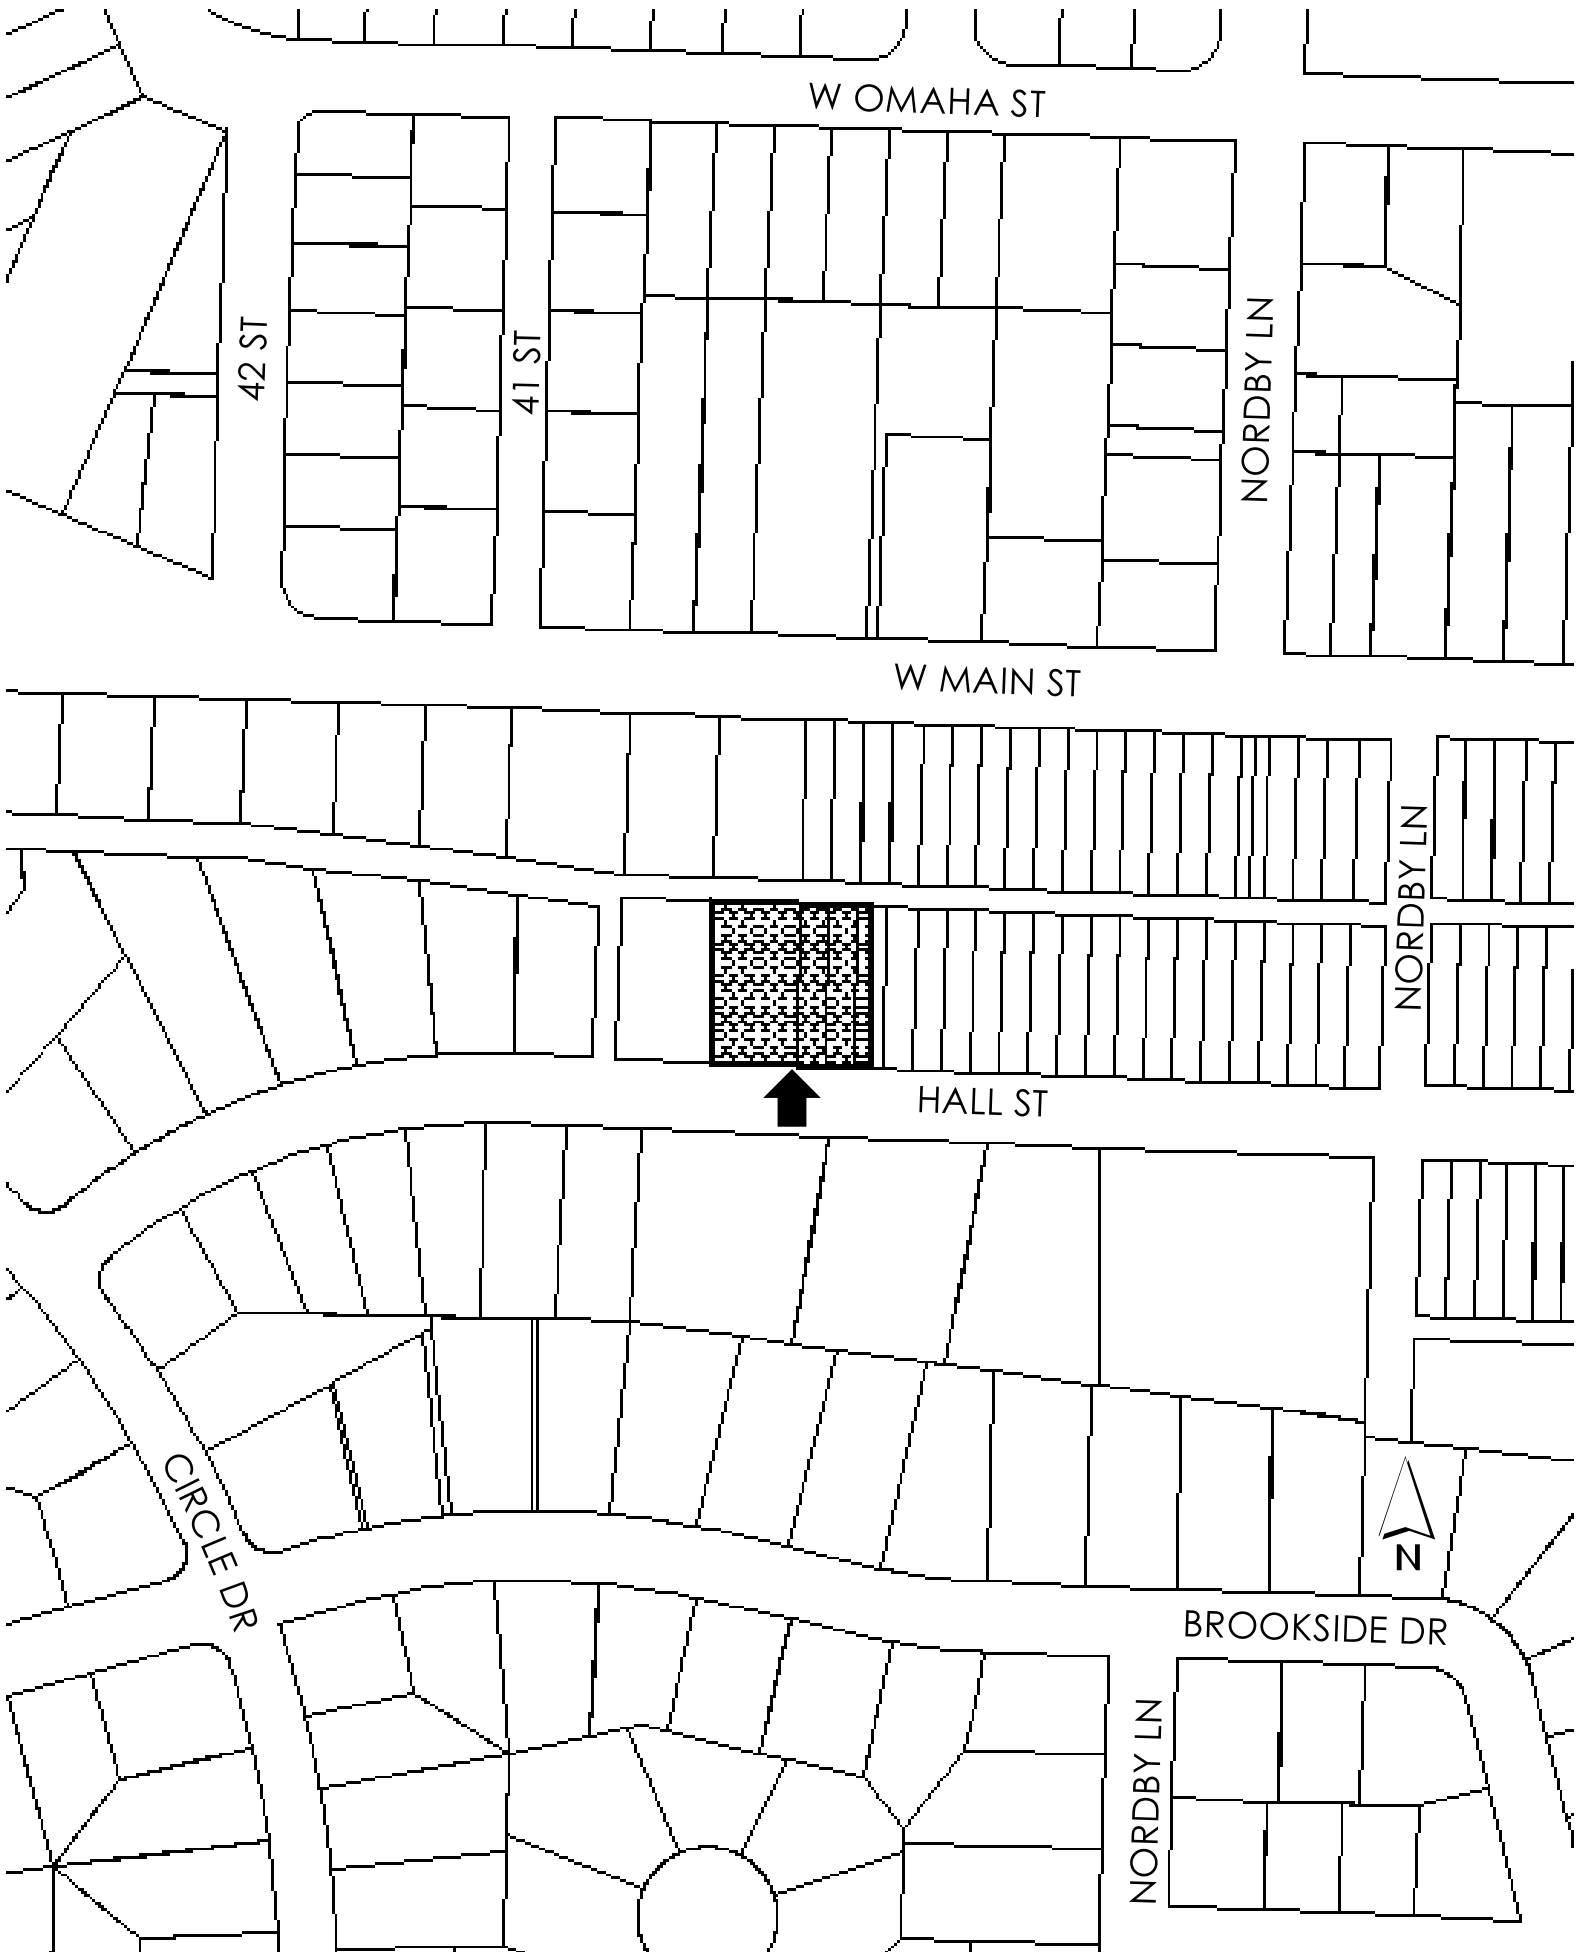 W OMAHA ST
42 ST
41 ST
NORDBY LN
W MAIN ST
NORDBY LN
HALL ST
CIRCLE DR
N
BROOKSIDE DR
NORDBY LN